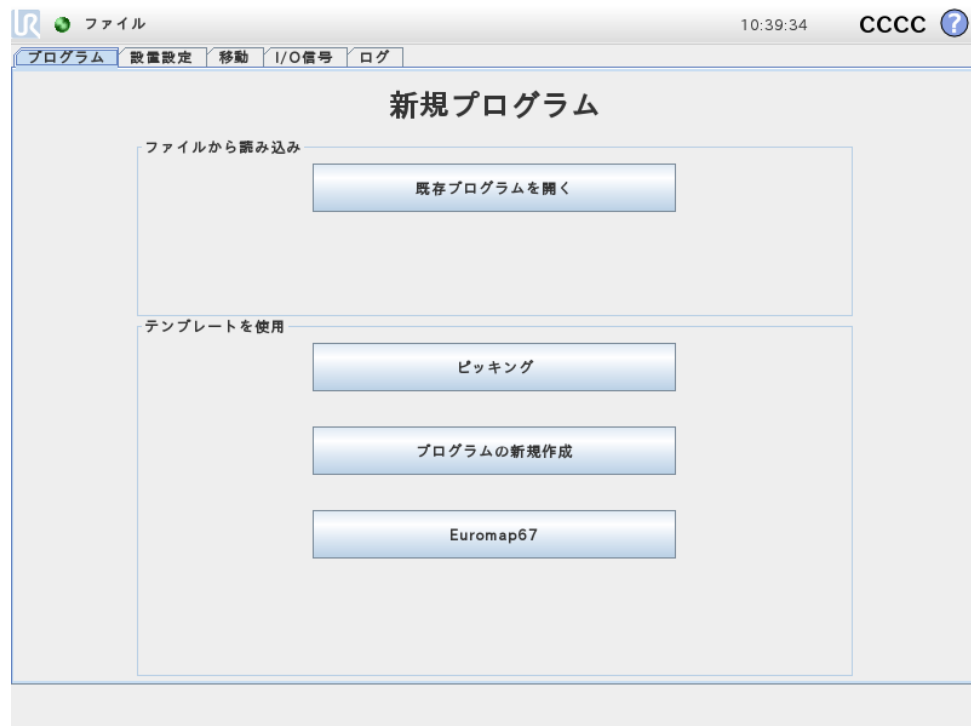 UR ファイル 10:39:34 CCCC ?
プログラム 設置設定 移動 I/O信号 ログ
新規プログラム
ファイルから読み込み
既存プログラムを開く
テンプレートを使用
ピッキング
プログラムの新規作成
Euromap67